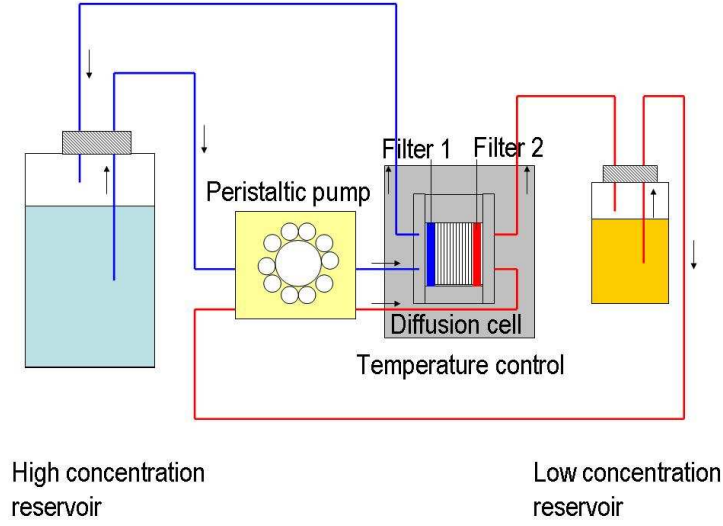 Filter 1
Filter 2
Peristaltic pump
Diffusion cell
Temperature control
High concentration
reservoir
Low concentration
reservoir